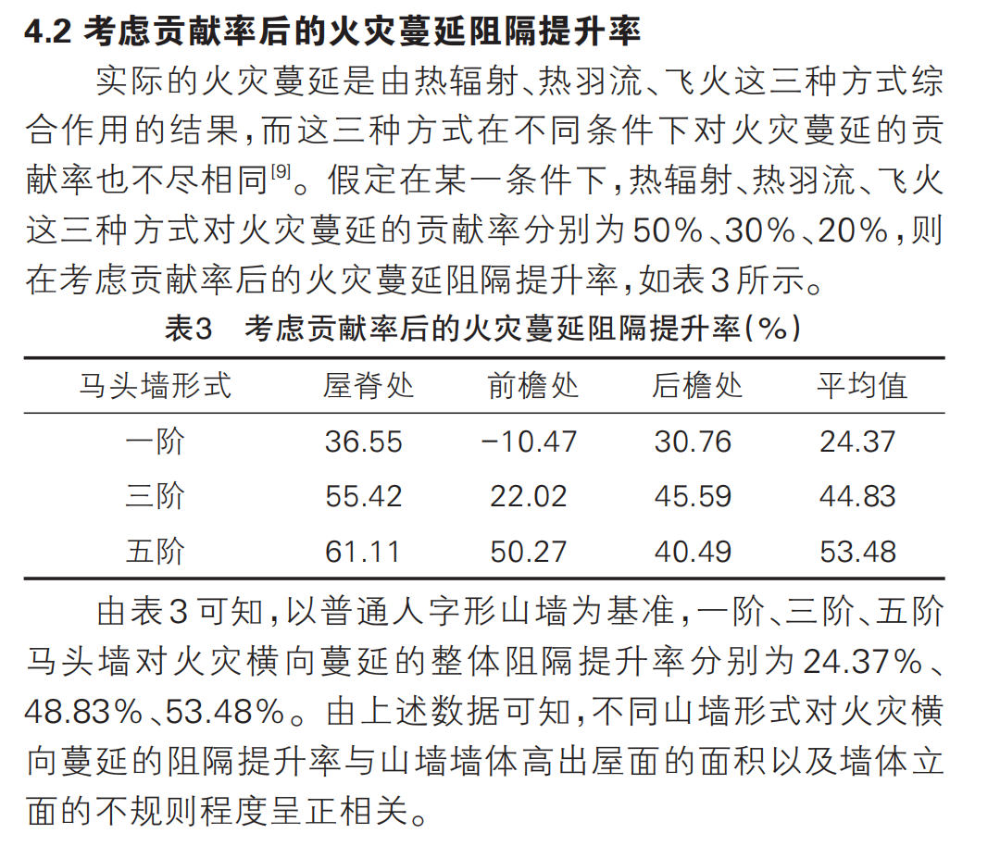 4.2 考虑贡献率后的火灾蔓延阻隔提升率
实际的火灾蔓延是由热辐射、热羽流、飞火这三种方式综
合作用的结果,而这三种方式在不同条件下对火灾蔓延的贡
献率也不尽相同[9]。假定在某一条件下,热辐射、热羽流、飞火
这三种方式对火灾蔓延的贡献率分别为50%、30%、20%,则
在考虑贡献率后的火灾蔓延阻隔提升率,如表3所示。
表3 考虑贡献率后的火灾蔓延阻隔提升率(%)
马头墙形式 屋脊处 前檐处 后檐处 平均值
一阶 36.55 -10.47 30.76 24.37
三阶 55.42 22.02 45.59 44.83
五阶 61.11 50.27 40.49 53.48
由表3可知,以普通人字形山墙为基准,一阶、三阶、五阶
马头墙对火灾横向蔓延的整体阻隔提升率分别为24.37%、
48.83%、53.48%。由上述数据可知,不同山墙形式对火灾横
向蔓延的阻隔提升率与山墙墙体高出屋面的面积以及墙体立
面的不规则程度呈正相关。